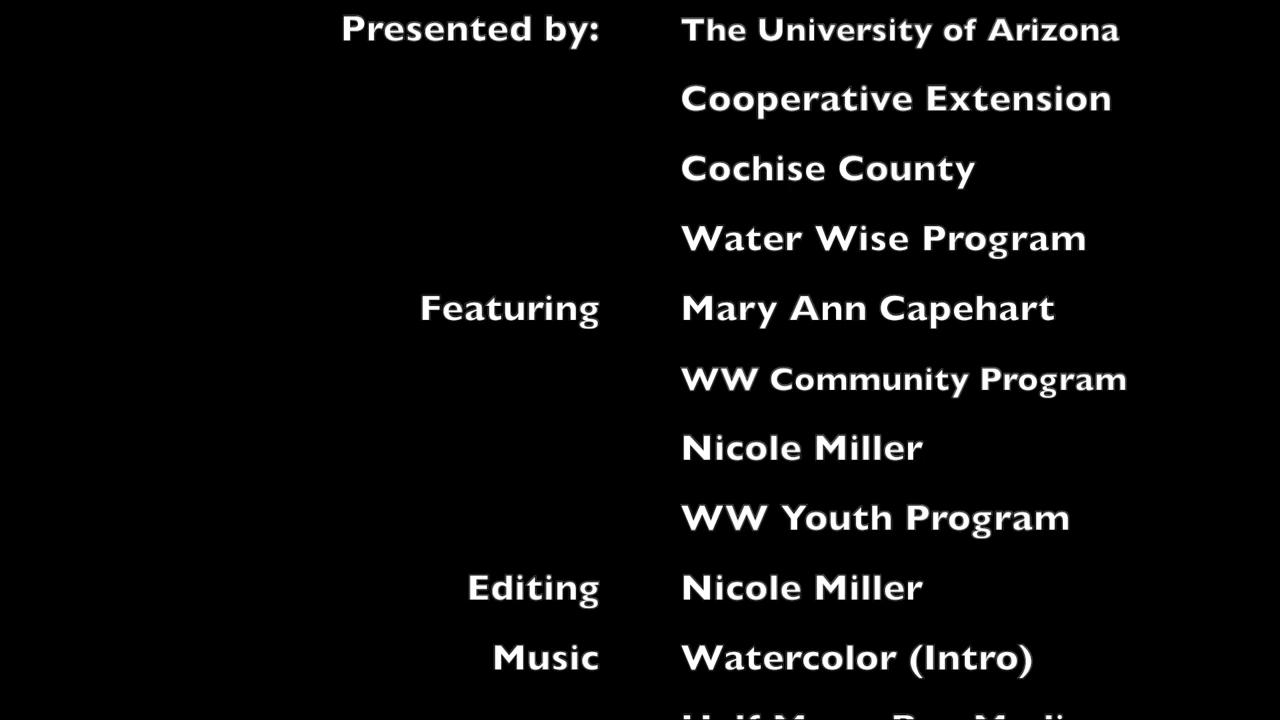 Presented by: The University of Arizona
Cooperative Extension
Cochise County
Water Wise Program
Featuring Mary Ann Capehart
WW Community Program
Nicole Miller
WW Youth Program
Editing Nicole Miller
Music Watercolor (Intro)